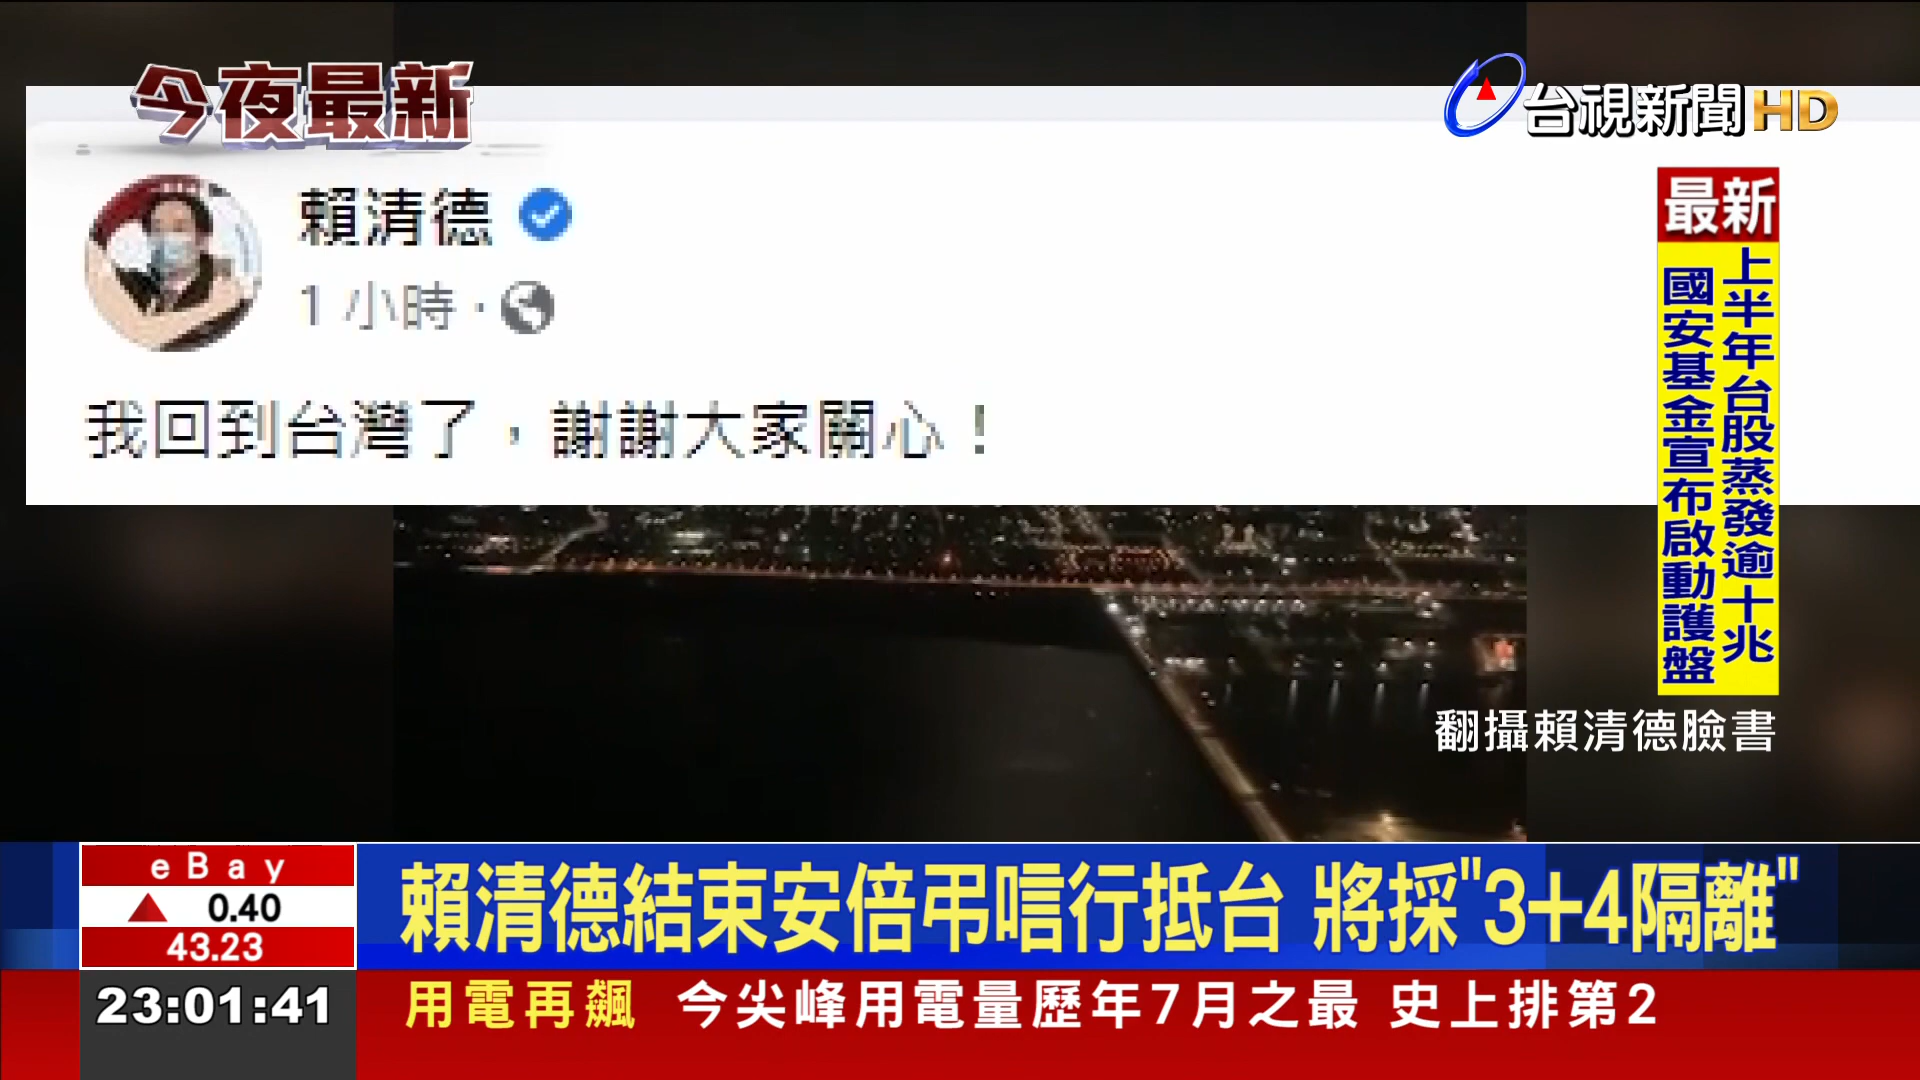 今夜最新
台視新聞HD
賴清德
1 小時 ·
我回到台灣了，謝謝大家關心！
最新
上半年台股蒸發逾十兆
國安基金宣布啟動護盤
翻攝賴清德臉書
eBay
▲ 0.40
43.23
賴清德結束安倍弔唁行抵台 將採"3+4隔離"
23:01:41
用電再飆 今尖峰用電量歷年7月之最 史上排第2